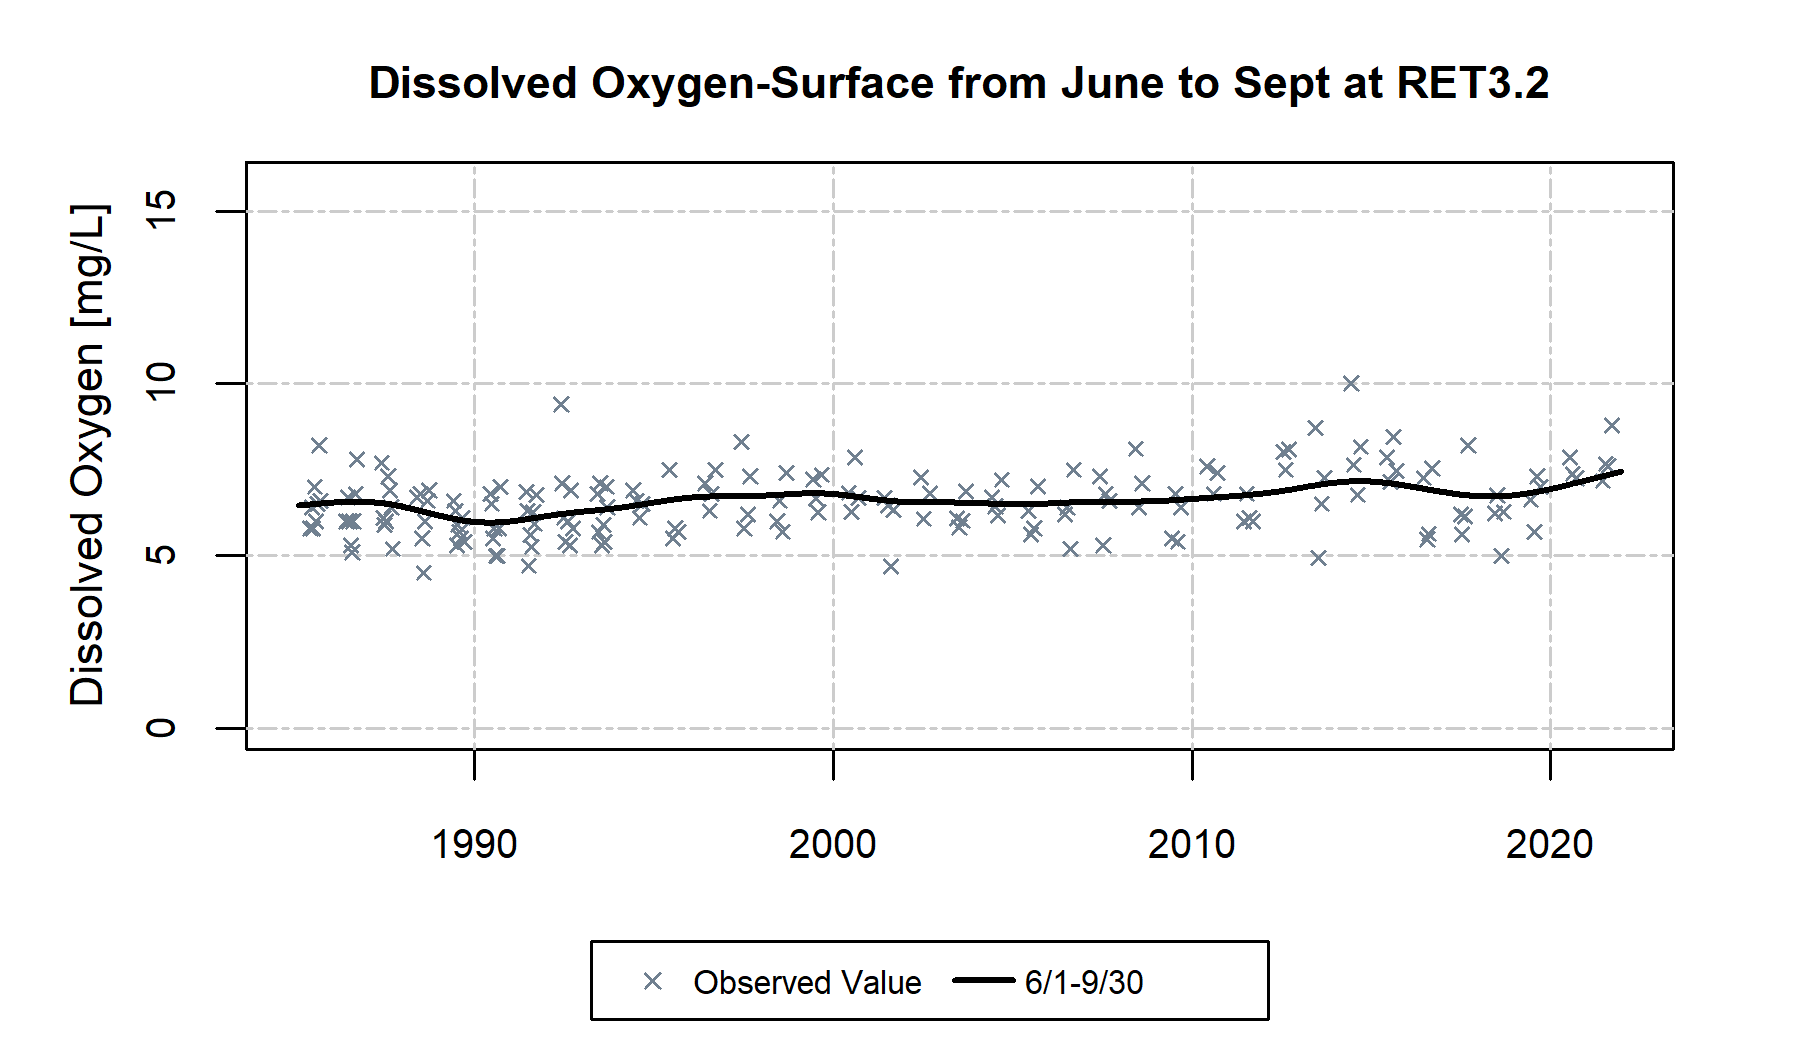 Dissolved Oxygen-Surface from June to Sept at RET3.2
Dissolved Oxygen [mg/L]
15
10
5
0
1990 2000 2010 2020
Observed Value 6/1-9/30